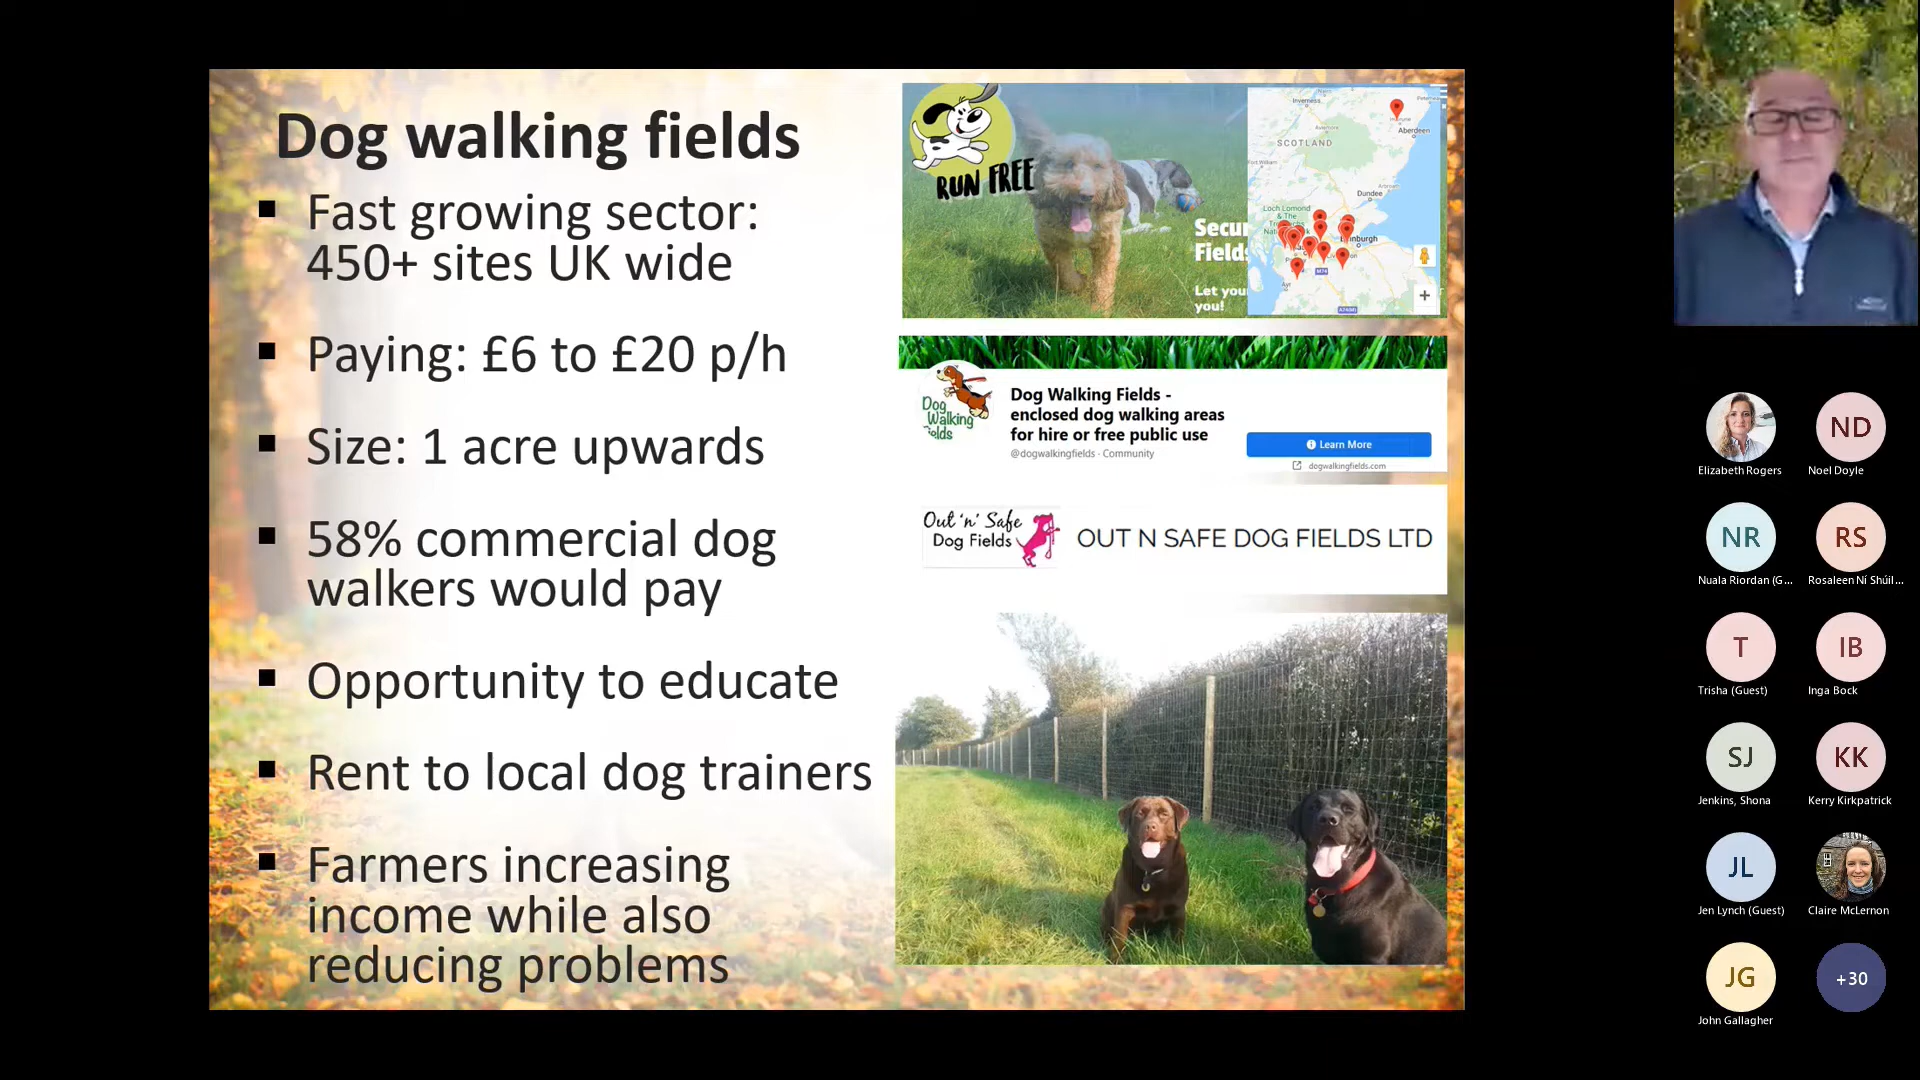 Dog walking fields
Fast growing sector:
450+ sites UK wide
Paying: £6 to £20 p/h
Size: 1 acre upwards
58% commercial dog
walkers would pay
Opportunity to educate
Rent to local dog trainers
Farmers increasing
income while also
reducing problems
RUN FREE
Secur
Fields
Let you
you!
Inverness
Aberdeen
SCOTLAND
Fort William
Dundee
Loch Lomond
& The
Ayr
M74
Dog
Walking
Fields
Dog Walking Fields -
enclosed dog walking areas
for hire or free public use
@dogwalkingfields · Community
Learn More
dogwalkingfields.com
Out 'n' Safe
Dog Fields
OUT N SAFE DOG FIELDS LTD
ND
Elizabeth Rogers
Noel Doyle
NR
RS
Nuala Riordan (G...
Rosaleen Ní Shúil...
T
IB
Trisha (Guest)
Inga Bock
SJ
KK
Jenkins, Shona
Kerry Kirkpatrick
JL
Jen Lynch (Guest)
Claire McLernon
JG
+30
John Gallagher